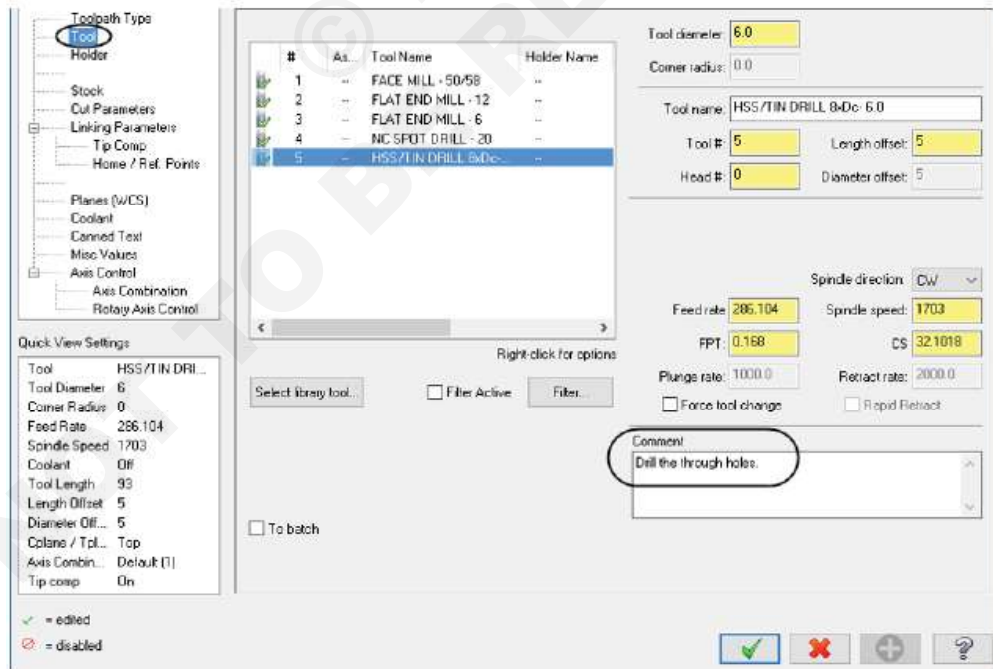 Toolpath Type
Tool
Holder
Stock
Cut Parameters
Linking Parameters
Tip Comp
Home / Ref. Points
Planes (WCS)
Coolant
Canned Text
Misc Values
Axis Control
Axis Combination
Rotary Axis Control
Quick View Settings
Tool HSS/TIN DRI...
Tool Diameter 6
Corner Radius 0
Feed Rate 286.104
Spindle Speed 1703
Coolant Off
Tool Length 93
Length Offset 5
Diameter Off... 5
Cplane / Tpl... Top
Axis Combin... Default (1)
Tip comp On
= edited
= disabled
# As... Tool Name Holder Name
1 -- FACE MILL - 50/58 --
2 -- FLAT END MILL - 12 --
3 -- FLAT END MILL - 6 --
4 -- NC SPOT DRILL - 20 --
5 -- HSS/TIN DRILL 8xDc-... --
Right-click for options
Select library tool...
Filter Active
Filter...
To batch
Tool diameter: 6.0
Corner radius: 0.0
Tool name: HSS/TIN DRILL 8xDc- 6.0
Tool #: 5 Length offset: 5
Head #: 0 Diameter offset: 5
Spindle direction: CW
Feed rate: 286.104 Spindle speed: 1703
FPT: 0.168 CS 32.1018
Plunge rate: 1000.0 Retract rate: 2000.0
Force tool change Rapid Retract
Comment
Drill the through holes.
©
NOT TO BE RE